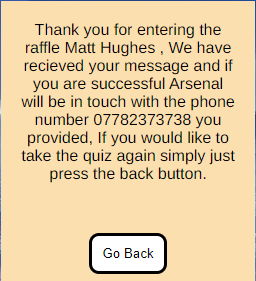 Thank you for entering the
raffle Matt Hughes , We have
recieved your message and if
you are successful Arsenal
will be in touch with the phone
number 07782373738 you
provided, If you would like to
take the quiz again simply just
press the back button.
Go Back